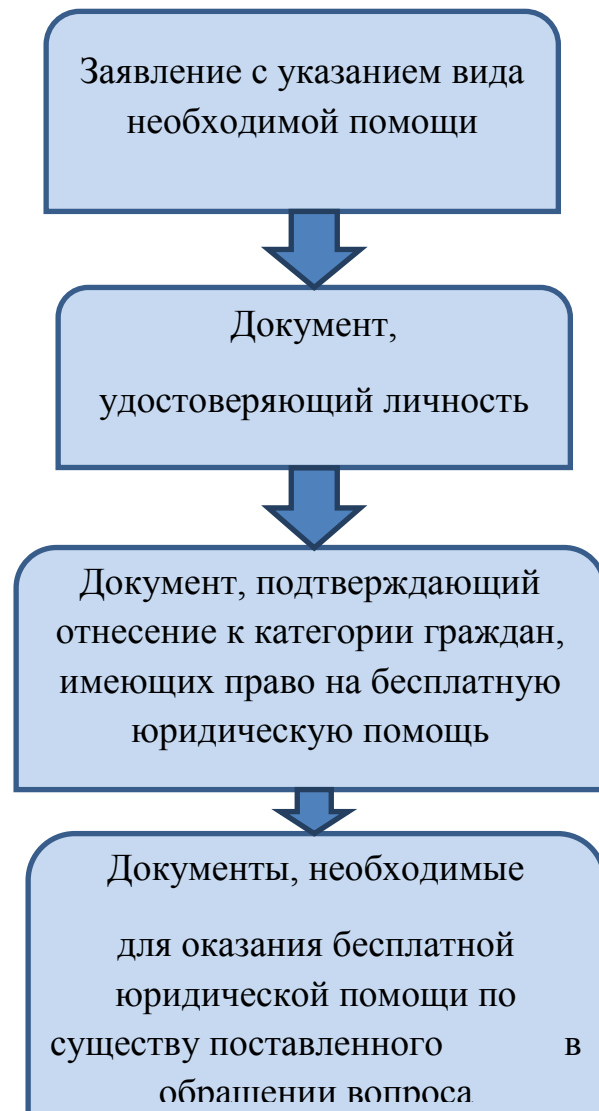 Заявление с указанием вида
необходимой помощи
Документ,
удостоверяющий личность
Документ, подтверждающий
отнесение к категории граждан,
имеющих право на бесплатную
юридическую помощь
Документы, необходимые
для оказания бесплатной
юридической помощи по
существу поставленного в
обращении вопроса